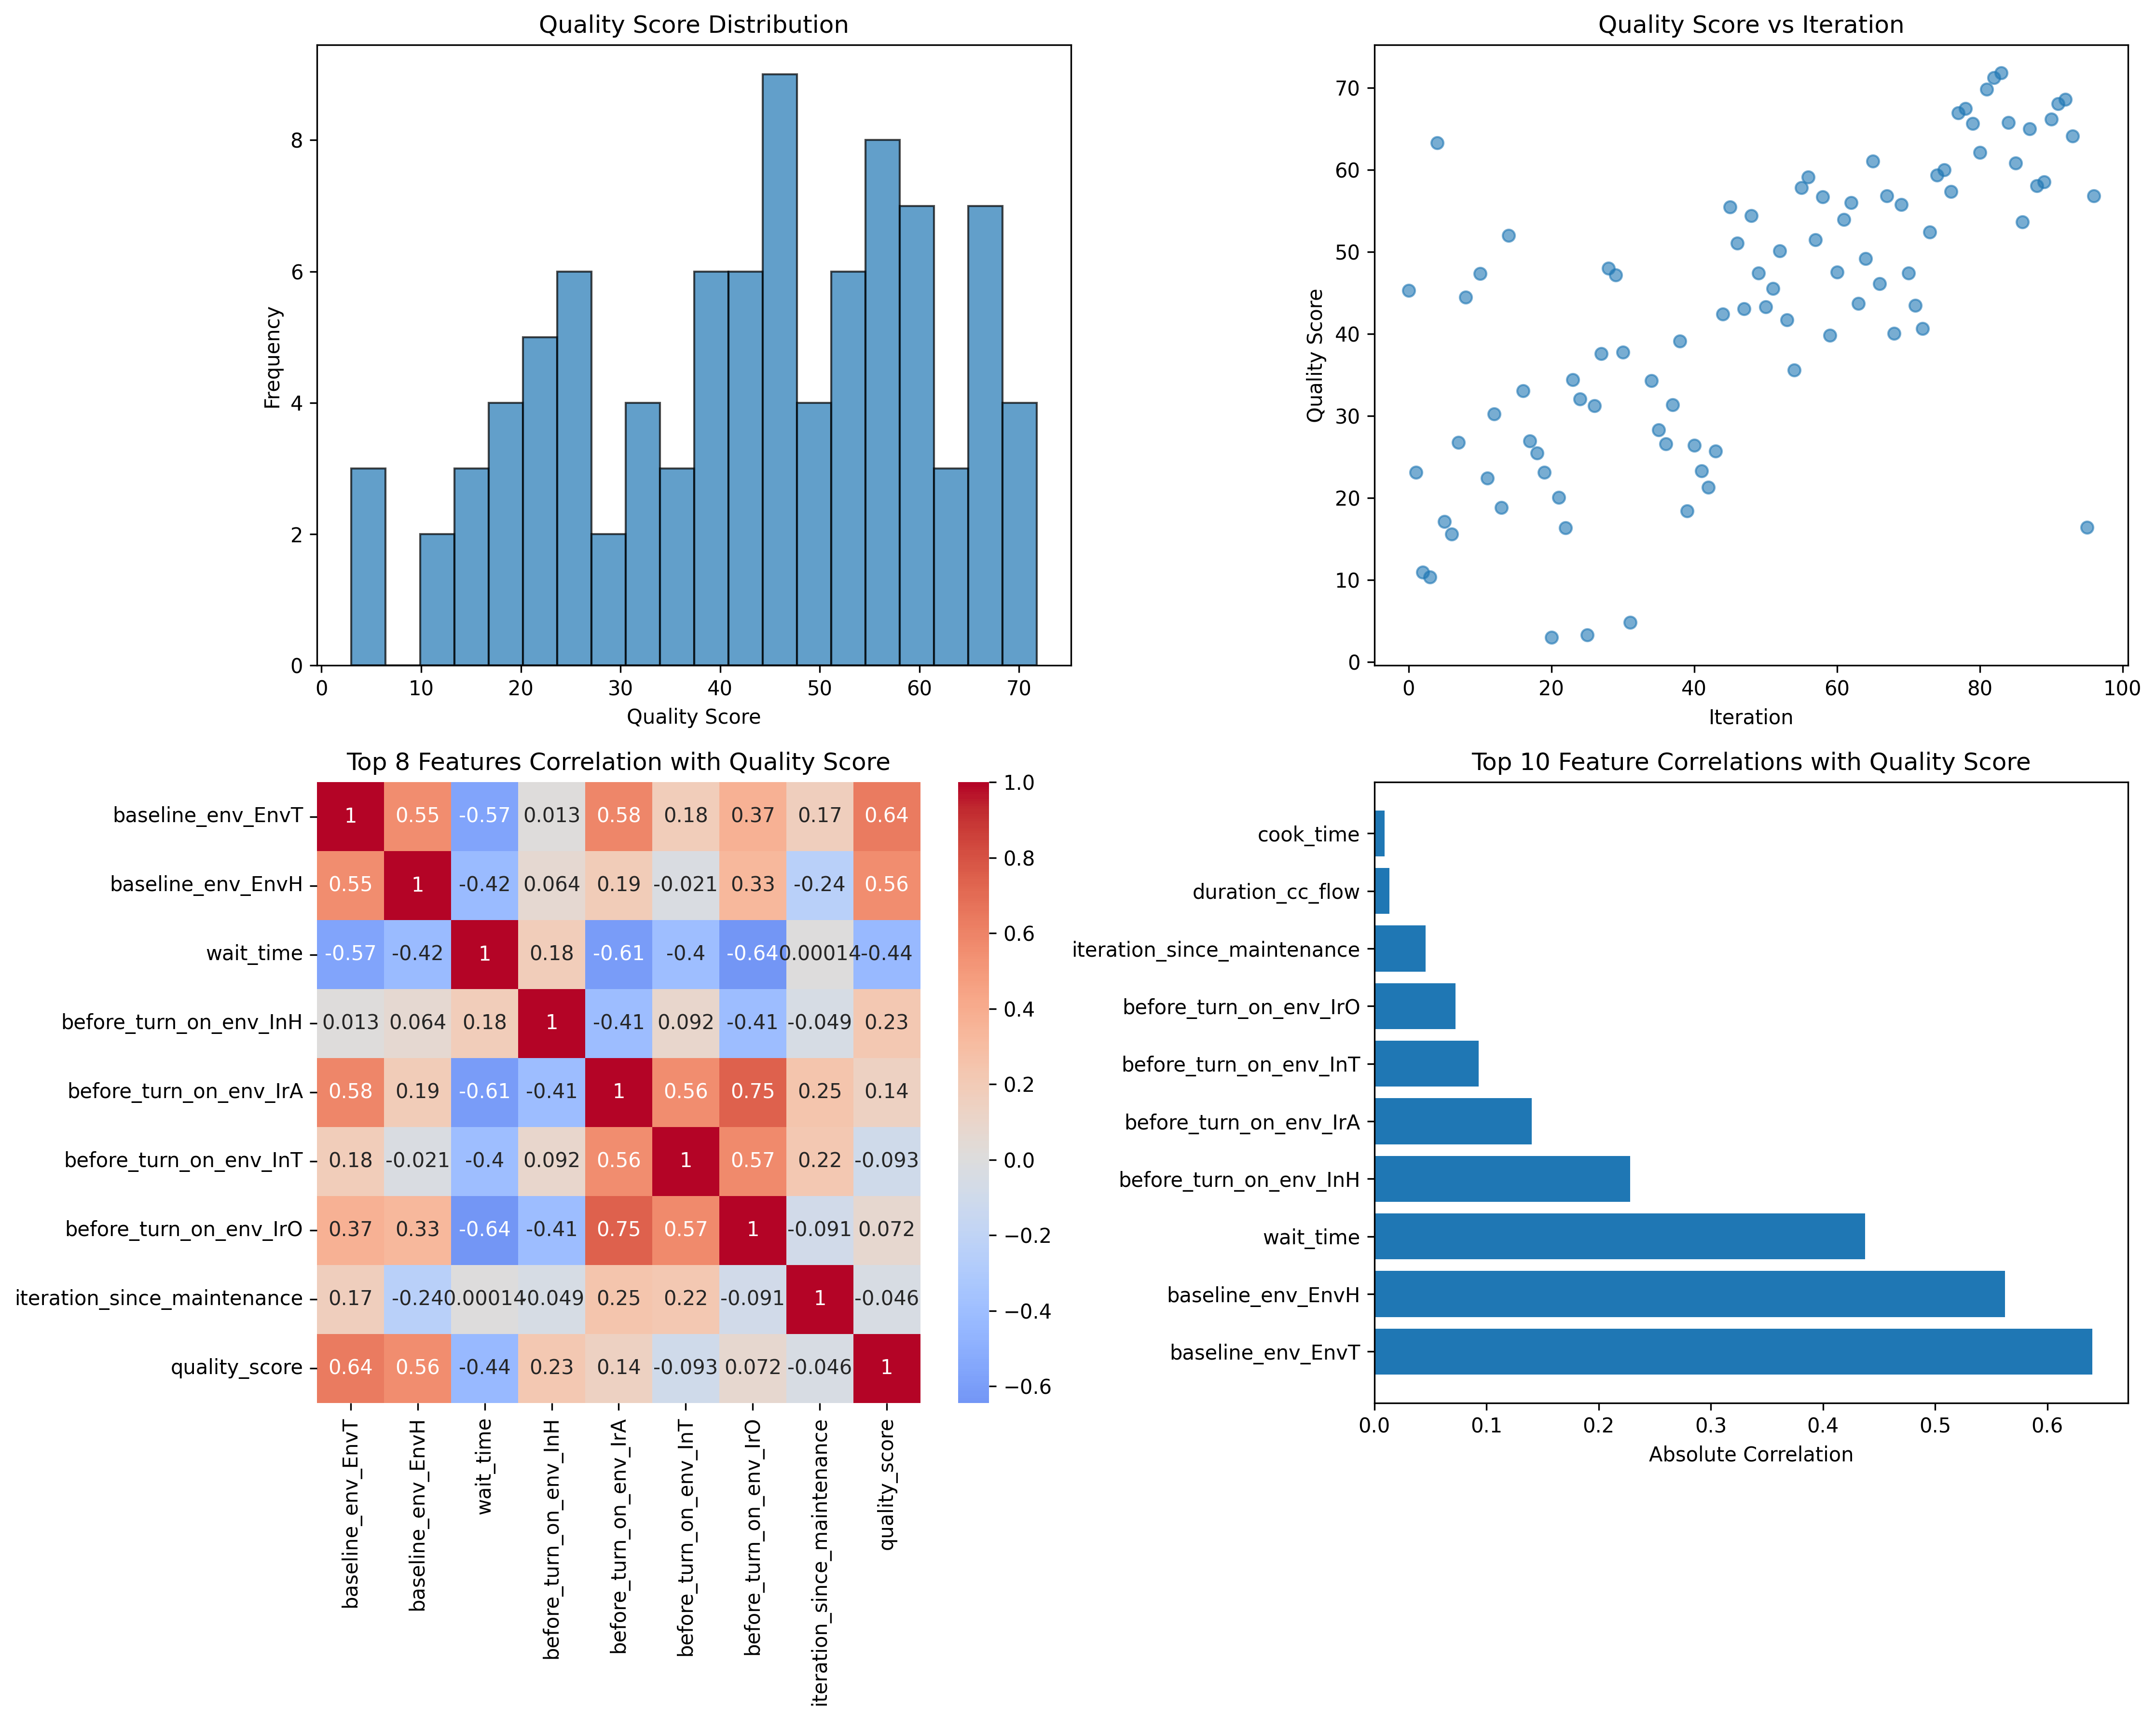 Quality Score Distribution
Frequency
8
6
4
2
0
0 10 20 30 40 50 60 70
Quality Score
Quality Score vs Iteration
Quality Score
70
60
50
40
30
20
10
0
0 20 40 60 80 100
Iteration
Top 8 Features Correlation with Quality Score
baseline_env_EnvT 1 0.55 -0.57 0.013 0.58 0.18 0.37 0.17 0.64
baseline_env_EnvH 0.55 1 -0.42 0.064 0.19 -0.021 0.33 -0.24 0.56
wait_time -0.57 -0.42 1 0.18 -0.61 -0.4 -0.64 0.00014 -0.44
before_turn_on_env_InH 0.013 0.064 0.18 1 -0.41 0.092 -0.41 -0.049 0.23
before_turn_on_env_IrA 0.58 0.19 -0.61 -0.41 1 0.56 0.75 0.25 0.14
before_turn_on_env_InT 0.18 -0.021 -0.4 0.092 0.56 1 0.57 0.22 -0.093
before_turn_on_env_IrO 0.37 0.33 -0.64 -0.41 0.75 0.57 1 -0.091 0.072
iteration_since_maintenance 0.17 -0.24 0.00014 -0.049 0.25 0.22 -0.091 1 -0.046
quality_score 0.64 0.56 -0.44 0.23 0.14 -0.093 0.072 -0.046 1
baseline_env_EnvT
baseline_env_EnvH
wait_time
before_turn_on_env_InH
before_turn_on_env_IrA
before_turn_on_env_InT
before_turn_on_env_IrO
iteration_since_maintenance
quality_score
1.0
0.8
0.6
0.4
0.2
0.0
−0.2
−0.4
−0.6
Top 10 Feature Correlations with Quality Score
cook_time
duration_cc_flow
iteration_since_maintenance
before_turn_on_env_IrO
before_turn_on_env_InT
before_turn_on_env_IrA
before_turn_on_env_InH
wait_time
baseline_env_EnvH
baseline_env_EnvT
0.0 0.1 0.2 0.3 0.4 0.5 0.6
Absolute Correlation